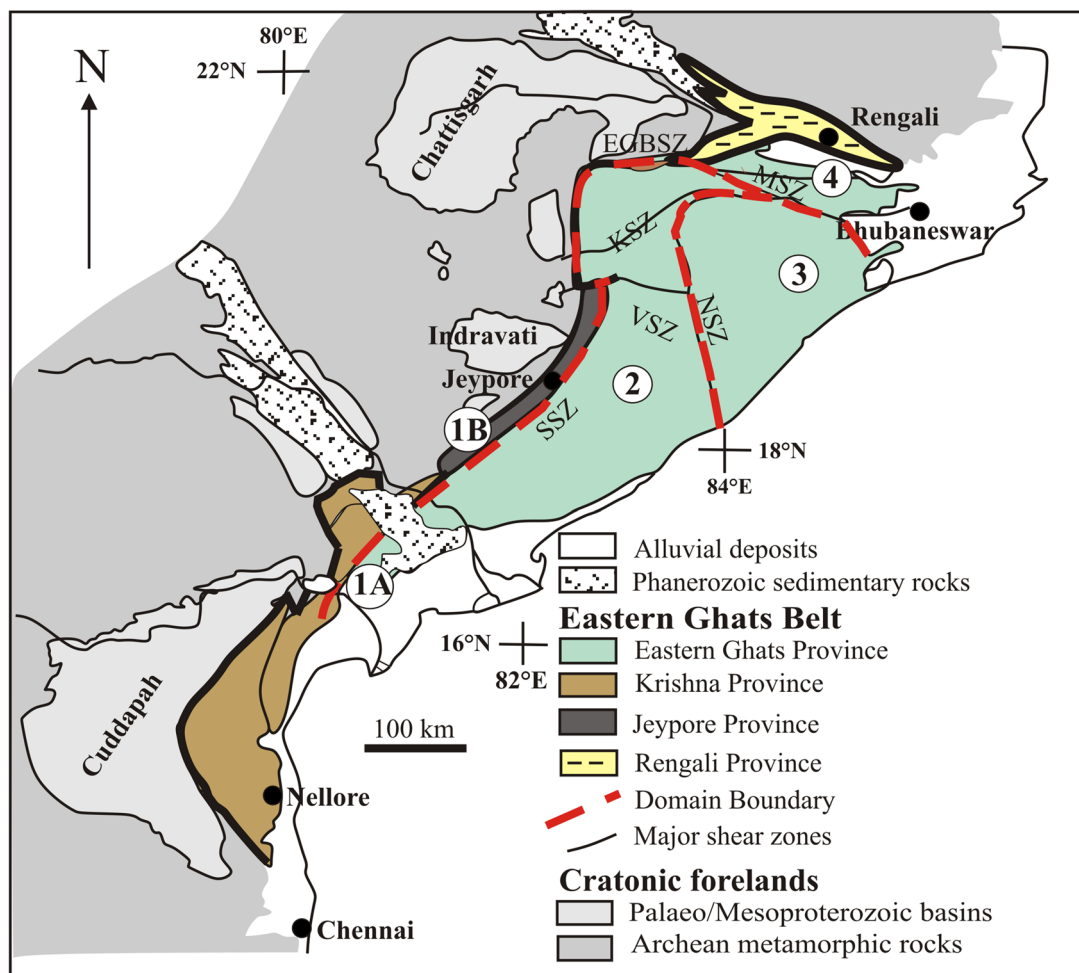 80°E
22°N
N
Chattisgarh
Rengali
EGBSZ
MSZ
4
Bhubaneswar
KSZ
3
Indravati
VSZ
NSZ
Jeypore
2
1B
SSZ
18°N
84°E
1A
16°N
82°E
Cuddapah
100 km
Nellore
Chennai
Alluvial deposits
Phanerozoic sedimentary rocks
Eastern Ghats Belt
Eastern Ghats Province
Krishna Province
Jeypore Province
Rengali Province
Domain Boundary
Major shear zones
Cratonic forelands
Palaeo/Mesoproterozoic basins
Archean metamorphic rocks